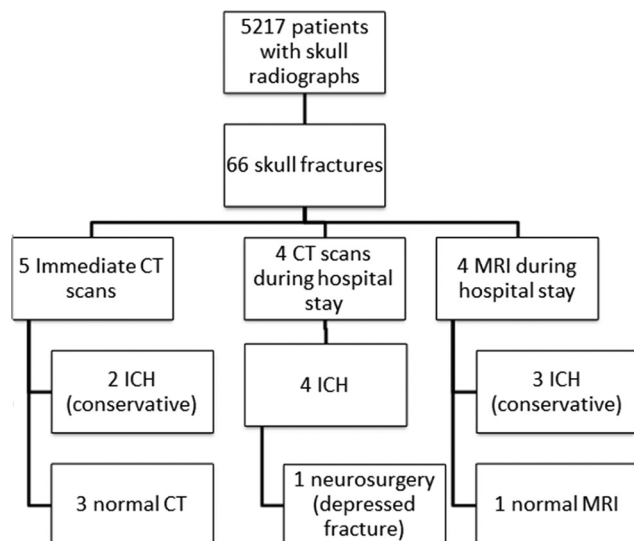 5217 patients
with skull
radiographs
66 skull fractures
5 Immediate CT
scans
4 CT scans
during hospital
stay
4 MRI during
hospital stay
2 ICH
(conservative)
4 ICH
3 ICH
(conservative)
3 normal CT
1 neurosurgery
(depressed
fracture)
1 normal MRI